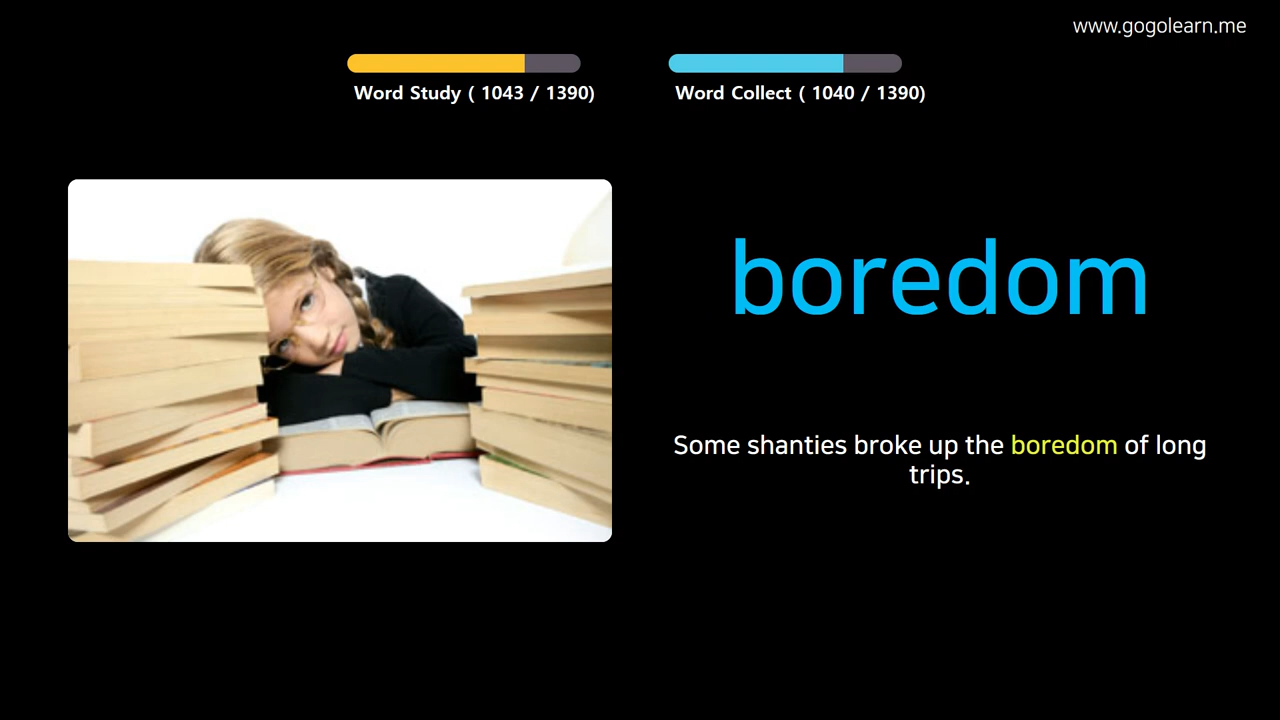 www.gogolearn.me
Word Study ( 1043 / 1390)
Word Collect ( 1040 / 1390)
boredom
Some shanties broke up the boredom of long
trips.